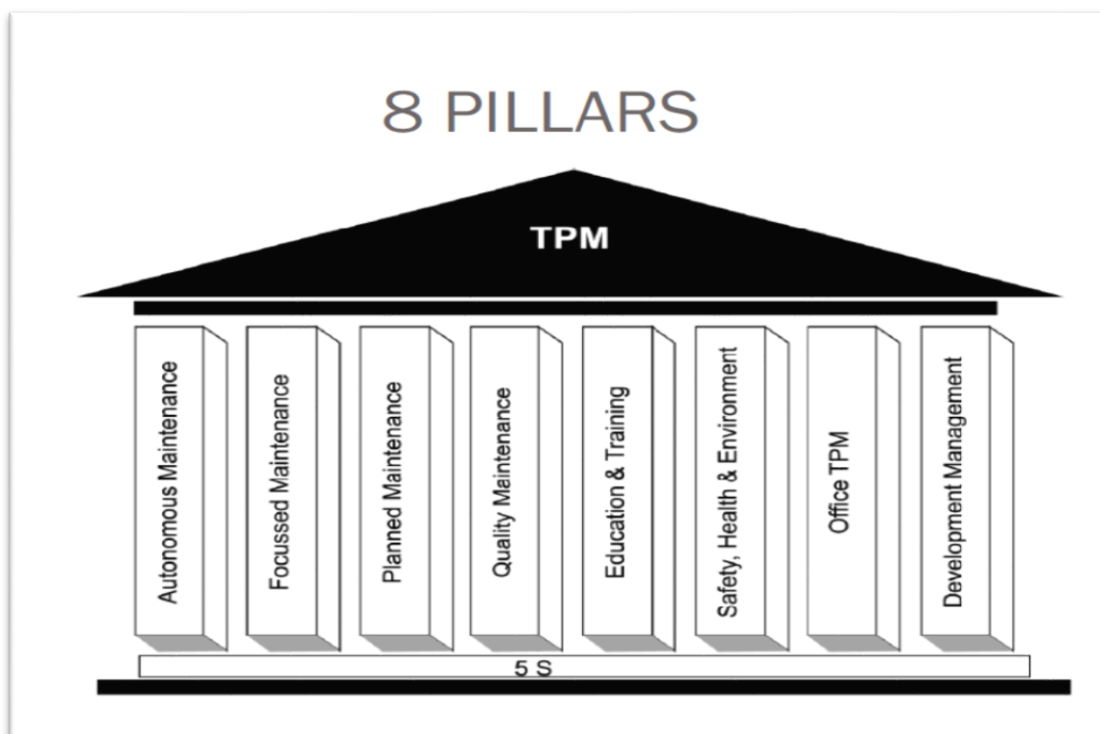 8 PILLARS
TPM
Autonomous Maintenance
Focussed Maintenance
Planned Maintenance
Quality Maintenance
Education & Training
Safety, Health & Environment
Office TPM
Development Management
5 S